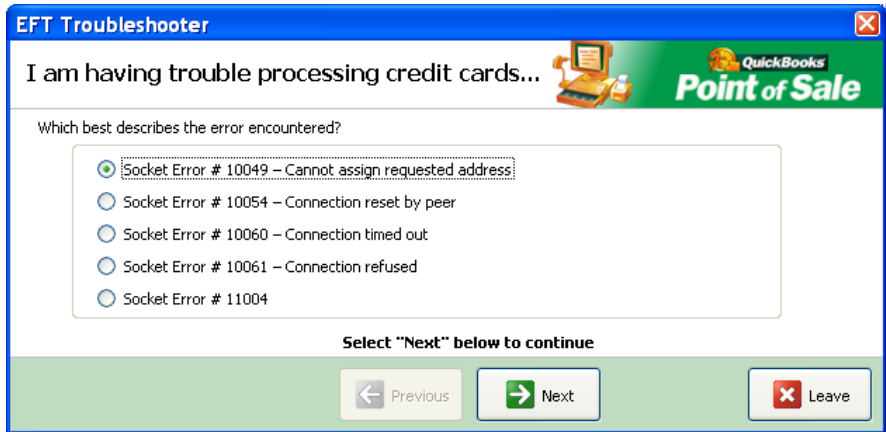 EFT Troubleshooter
I am having trouble processing credit cards...
QuickBooks
Point of Sale
Which best describes the error encountered?
Socket Error # 10049 – Cannot assign requested address
Socket Error # 10054 – Connection reset by peer
Socket Error # 10060 – Connection timed out
Socket Error # 10061 – Connection refused
Socket Error # 11004
Select "Next" below to continue
Previous
Next
Leave